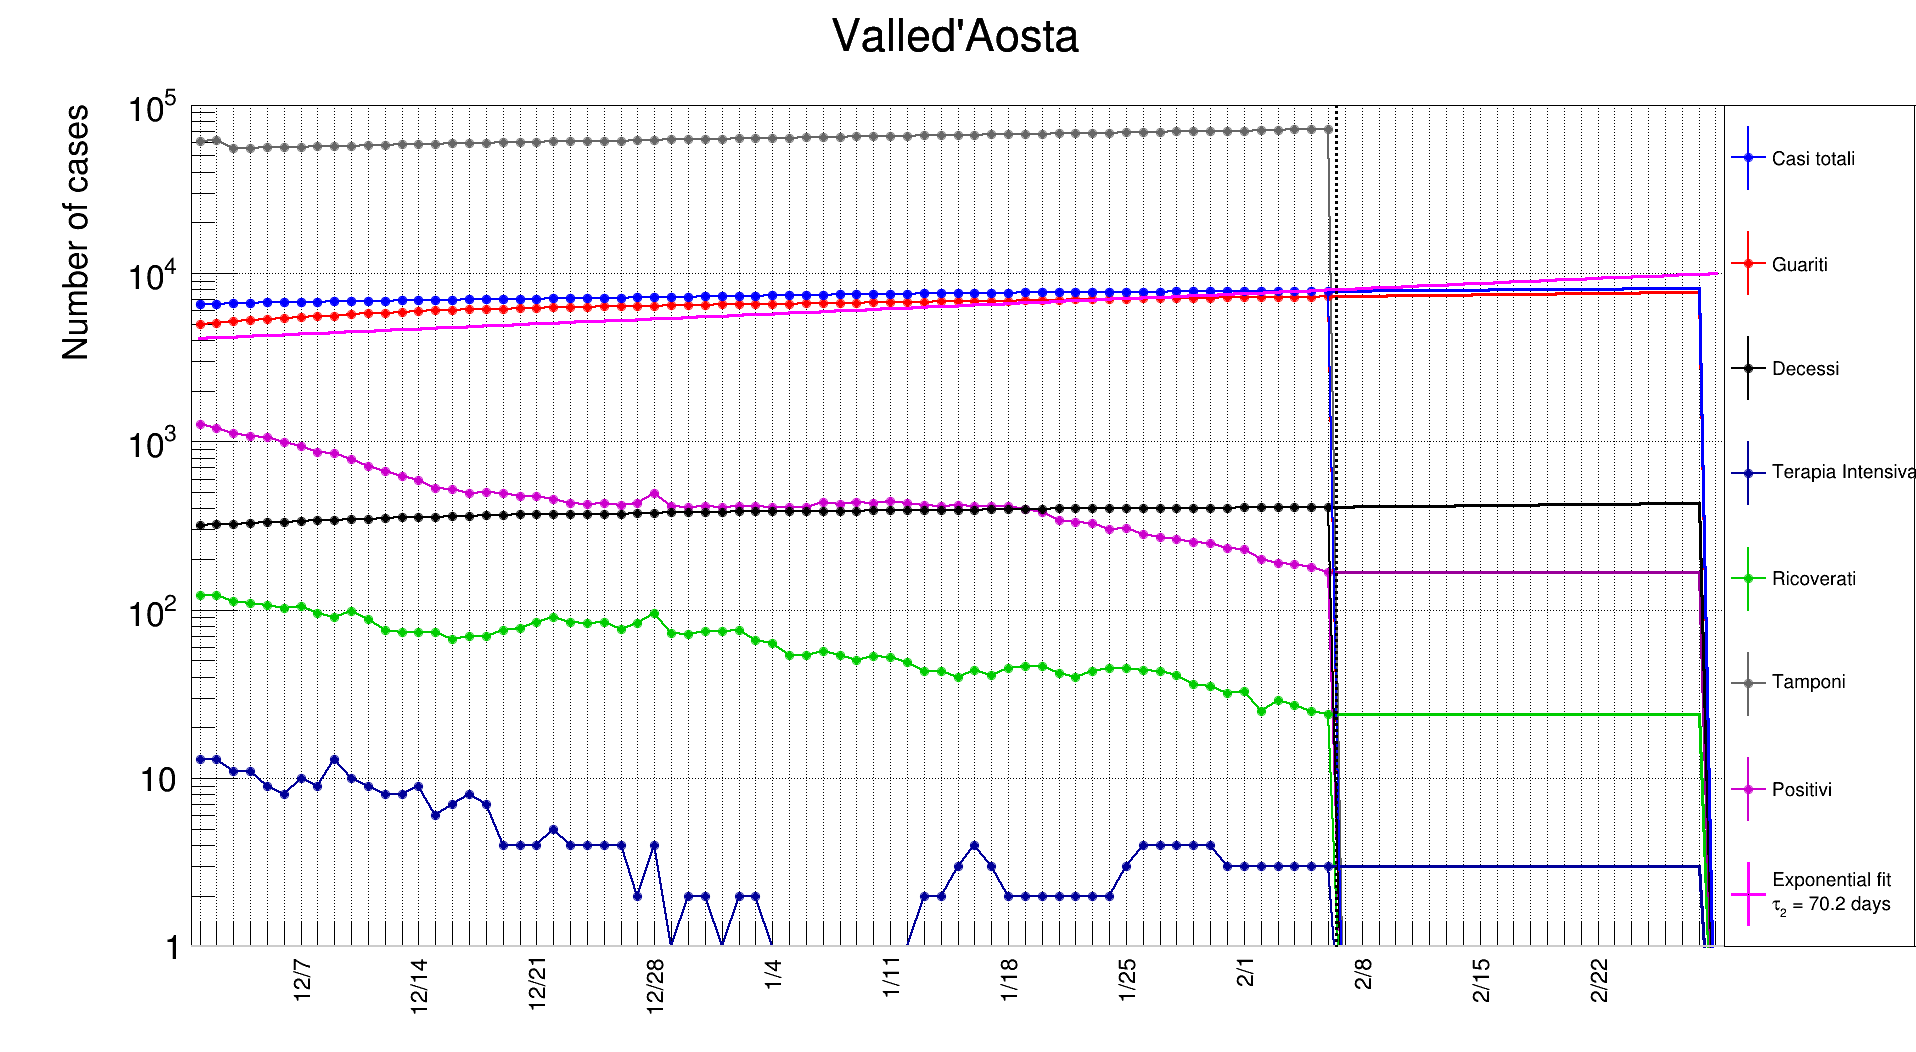 Valled'Aosta
Number of cases
10^5
10^4
10^3
10^2
10
1
12/7
12/14
12/21
12/28
1/4
1/11
1/18
1/25
2/1
2/8
2/15
2/22
Casi totali
Guariti
Decessi
Terapia Intensiva
Ricoverati
Tamponi
Positivi
Exponential fit
τ₂ = 70.2 days